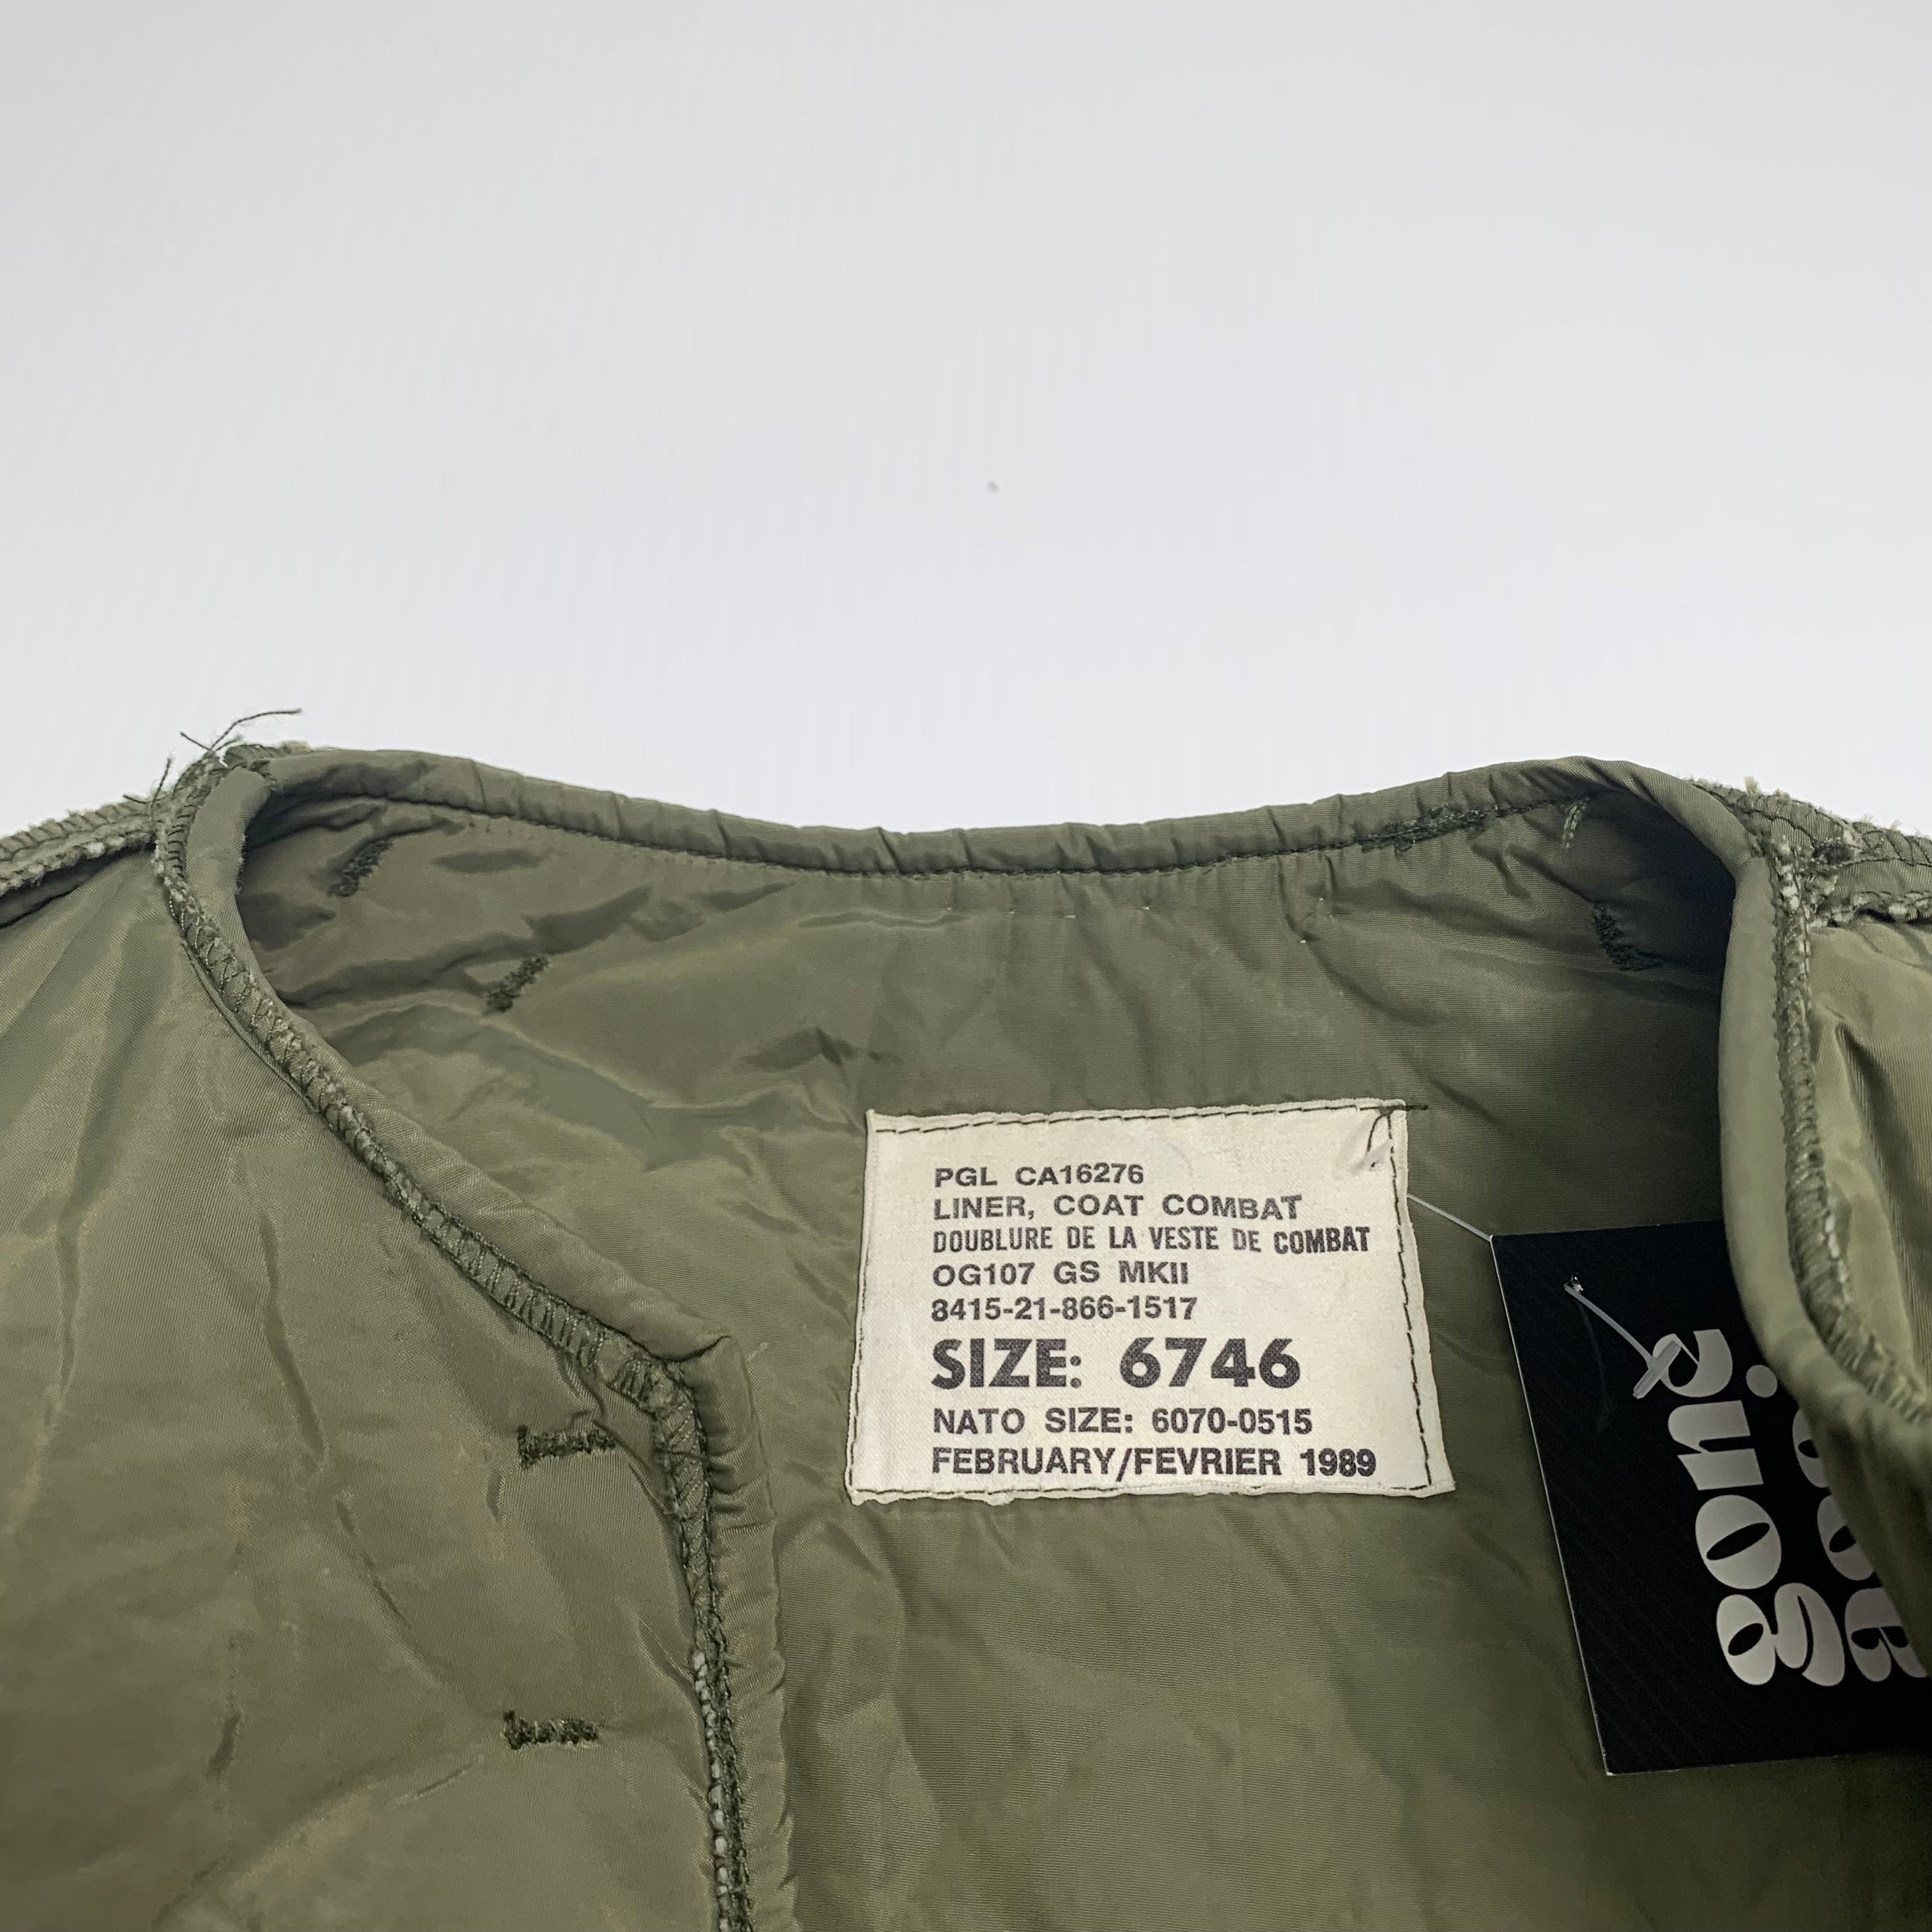 PGL CA16276
LINER, COAT COMBAT
DOUBLURE DE LA VESTE DE COMBAT
OG107 GS MKII
8415-21-866-1517
SIZE: 6746
NATO SIZE: 6070-0515
FEBRUARY/FEVRIER 1989
gone.